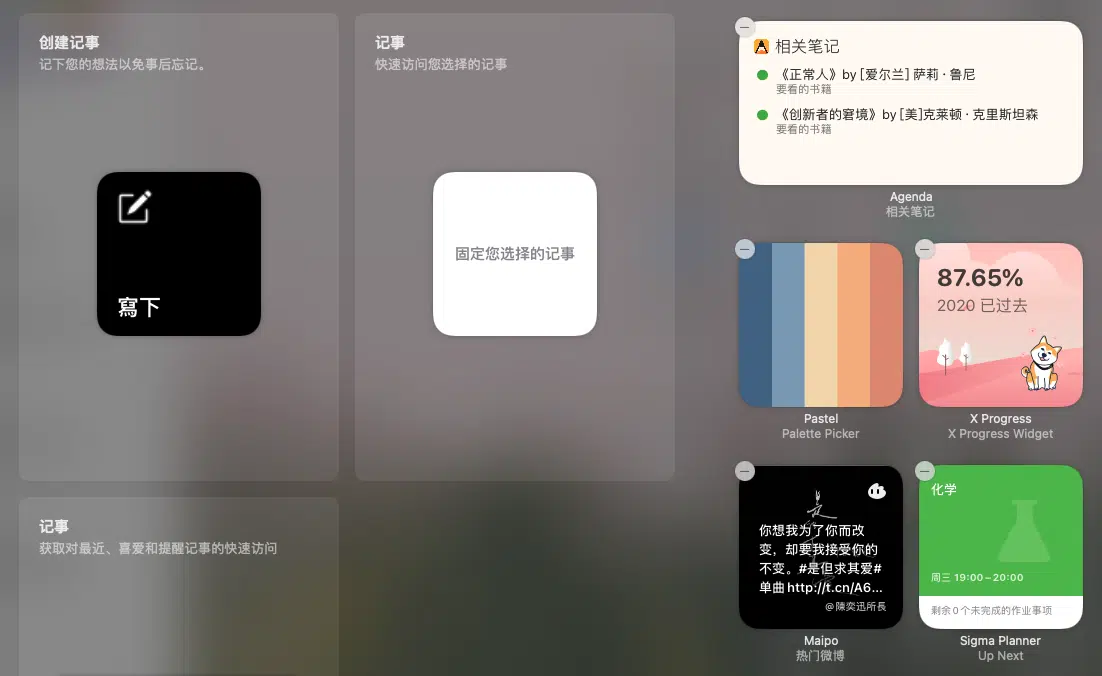 创建记事
记下您的想法以免事后忘记。
寫下
记事
快速访问您选择的记事
固定您选择的记事
记事
获取对最近、喜爱和提醒记事的快速访问
相关笔记
《正常人》by [爱尔兰] 萨莉 · 鲁尼
要看的书籍
《创新者的窘境》by [美]克莱顿 · 克里斯坦森
要看的书籍
Agenda
相关笔记
Pastel
Palette Picker
87.65%
2020 已过去
X Progress
X Progress Widget
你想我为了你而改
变，却要我接受你的
不变。#是但求其爱#
单曲 http://t.cn/A6...
@陳奕迅所長
Maipo
热门微博
化学
周三 19:00 – 20:00
剩余 0 个未完成的作业事项
Sigma Planner
Up Next